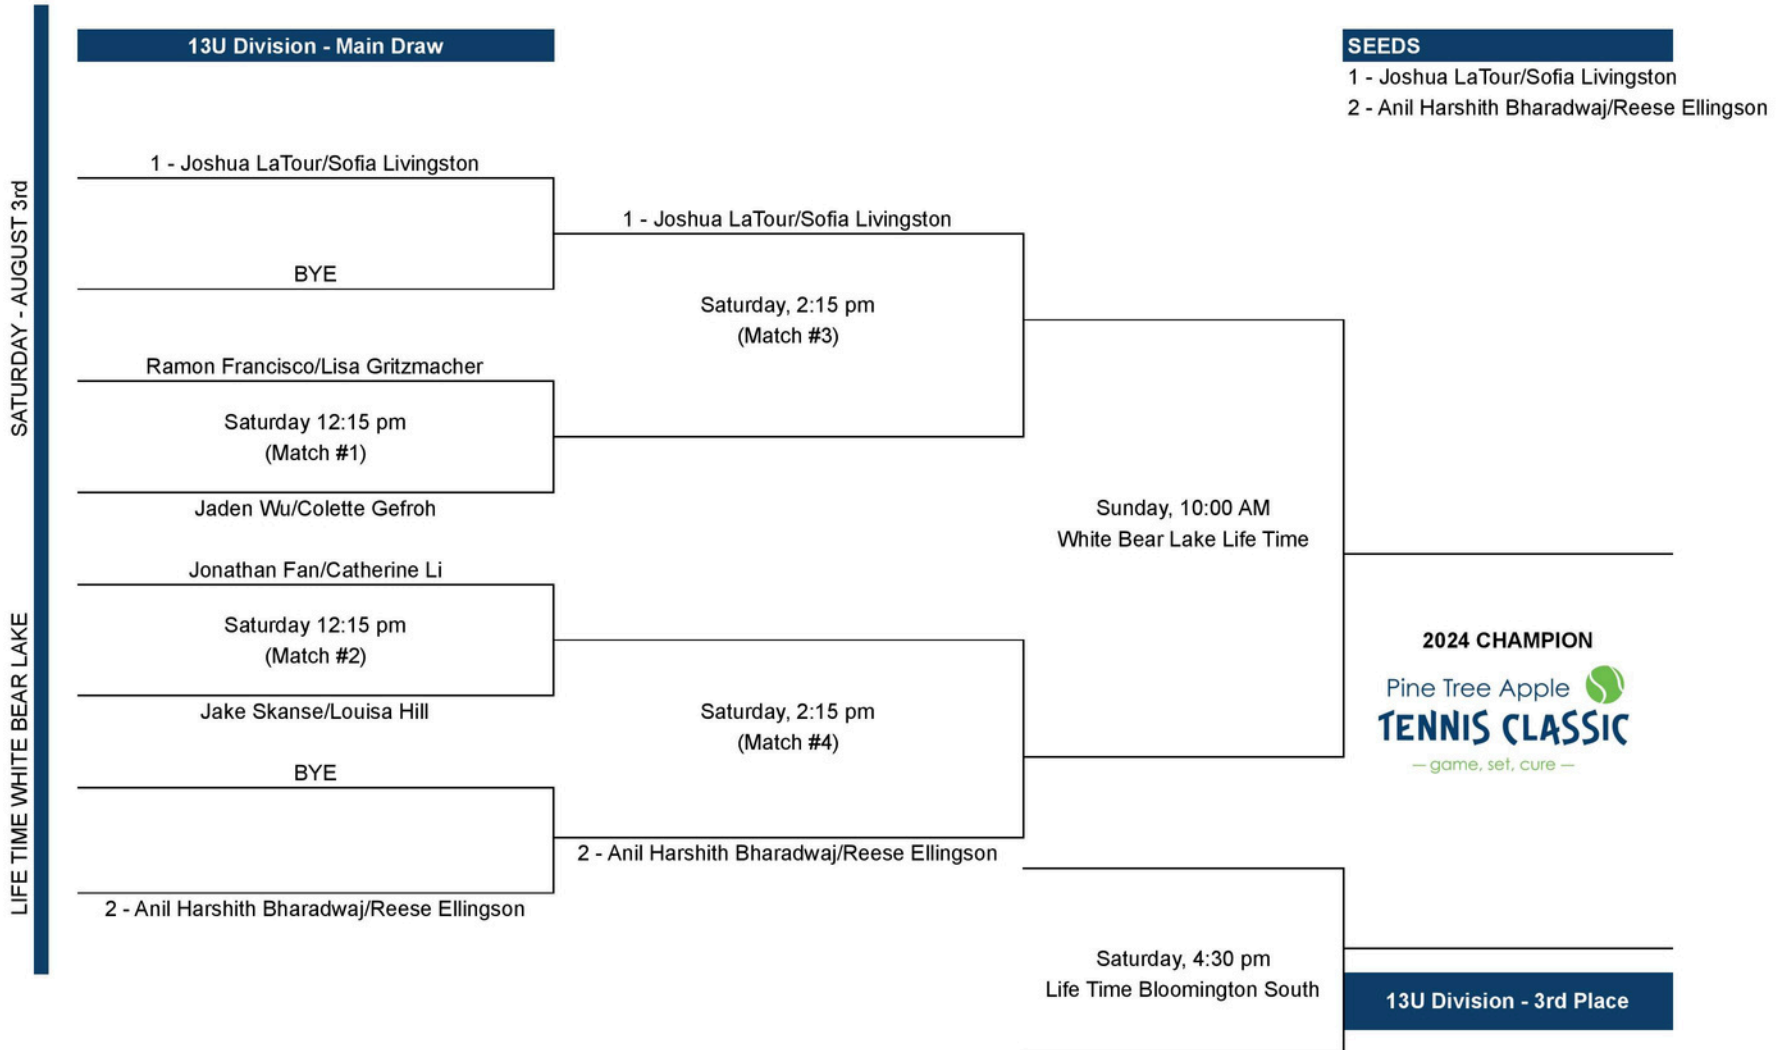 13U Division - Main Draw
SEEDS
1 - Joshua LaTour/Sofia Livingston
2 - Anil Harshith Bharadwaj/Reese Ellingson
SATURDAY - AUGUST 3rd
LIFE TIME WHITE BEAR LAKE
1 - Joshua LaTour/Sofia Livingston
BYE
Ramon Francisco/Lisa Gritzmacher
Saturday 12:15 pm
(Match #1)
Jaden Wu/Colette Gefroh
Jonathan Fan/Catherine Li
Saturday 12:15 pm
(Match #2)
Jake Skanse/Louisa Hill
BYE
2 - Anil Harshith Bharadwaj/Reese Ellingson
1 - Joshua LaTour/Sofia Livingston
Saturday, 2:15 pm
(Match #3)
Saturday, 2:15 pm
(Match #4)
2 - Anil Harshith Bharadwaj/Reese Ellingson
Sunday, 10:00 AM
White Bear Lake Life Time
2024 CHAMPION
Pine Tree Apple
TENNIS CLASSIC
— game, set, cure —
Saturday, 4:30 pm
Life Time Bloomington South
13U Division - 3rd Place